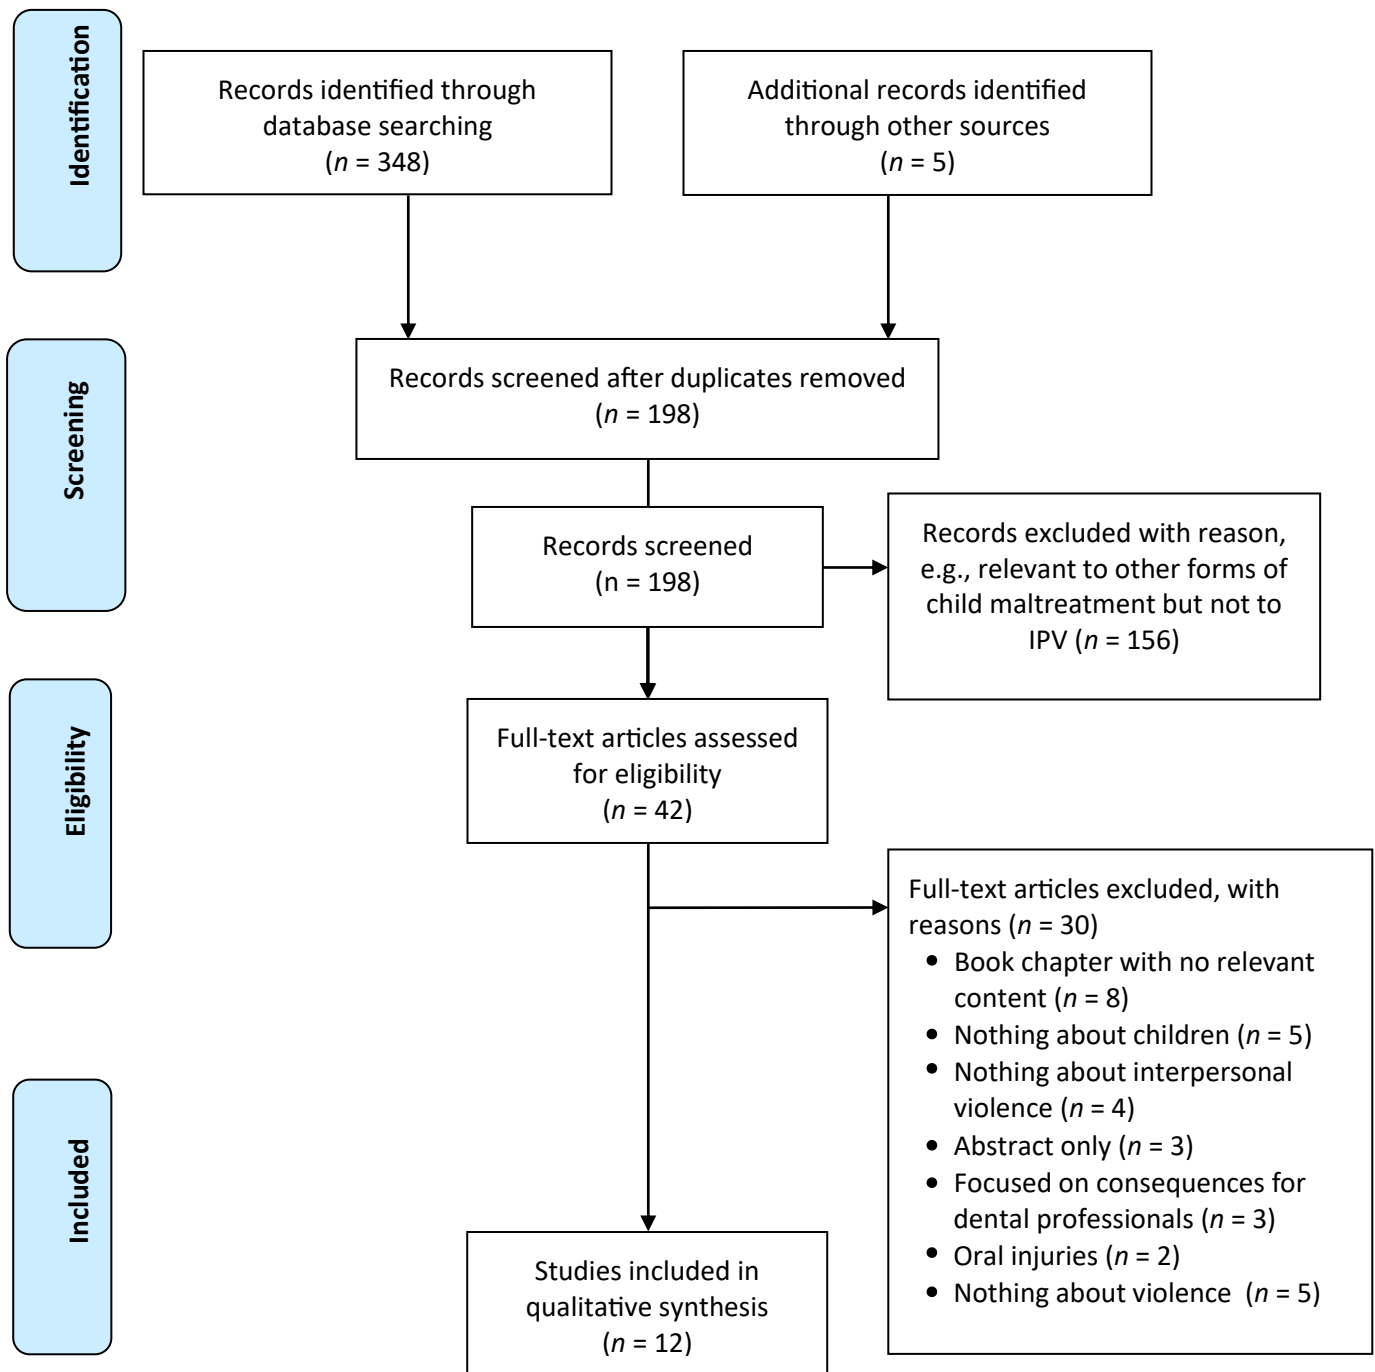 Identification
Records identified through
database searching
(n = 348)
Additional records identified
through other sources
(n = 5)
Screening
Records screened after duplicates removed
(n = 198)
Records screened
(n = 198)
Records excluded with reason,
e.g., relevant to other forms of
child maltreatment but not to
IPV (n = 156)
Eligibility
Full-text articles assessed
for eligibility
(n = 42)
Full-text articles excluded, with
reasons (n = 30)
• Book chapter with no relevant
content (n = 8)
• Nothing about children (n = 5)
• Nothing about interpersonal
violence (n = 4)
• Abstract only (n = 3)
• Focused on consequences for
dental professionals (n = 3)
• Oral injuries (n = 2)
• Nothing about violence (n = 5)
Included
Studies included in
qualitative synthesis
(n = 12)